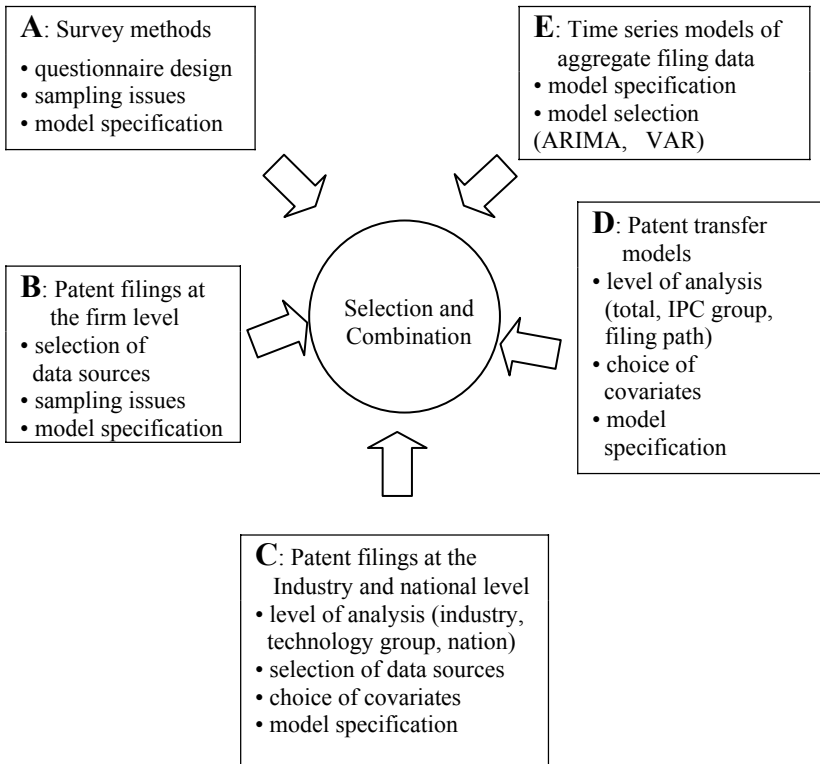 A: Survey methods
• questionnaire design
• sampling issues
• model specification
E: Time series models of
aggregate filing data
• model specification
• model selection
(ARIMA, VAR)
B: Patent filings at
the firm level
• selection of
data sources
• sampling issues
• model specification
Selection and
Combination
D: Patent transfer
models
• level of analysis
(total, IPC group,
filing path)
• choice of
covariates
• model
specification
C: Patent filings at the
Industry and national level
• level of analysis (industry,
technology group, nation)
• selection of data sources
• choice of covariates
• model specification